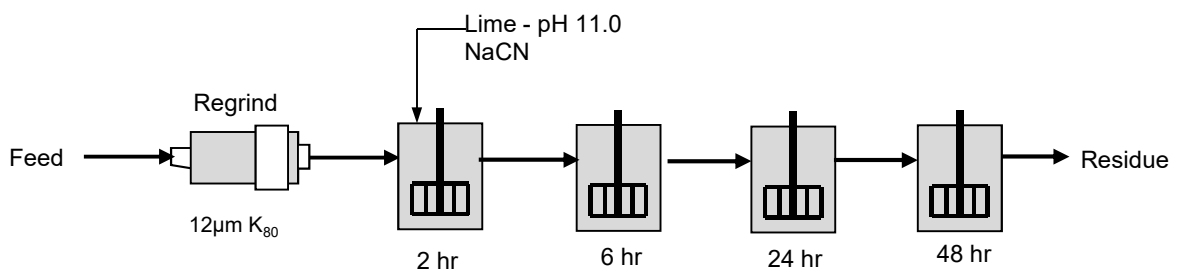 Lime - pH 11.0
NaCN
Regrind
Feed
Residue
12µm K80
2 hr
6 hr
24 hr
48 hr